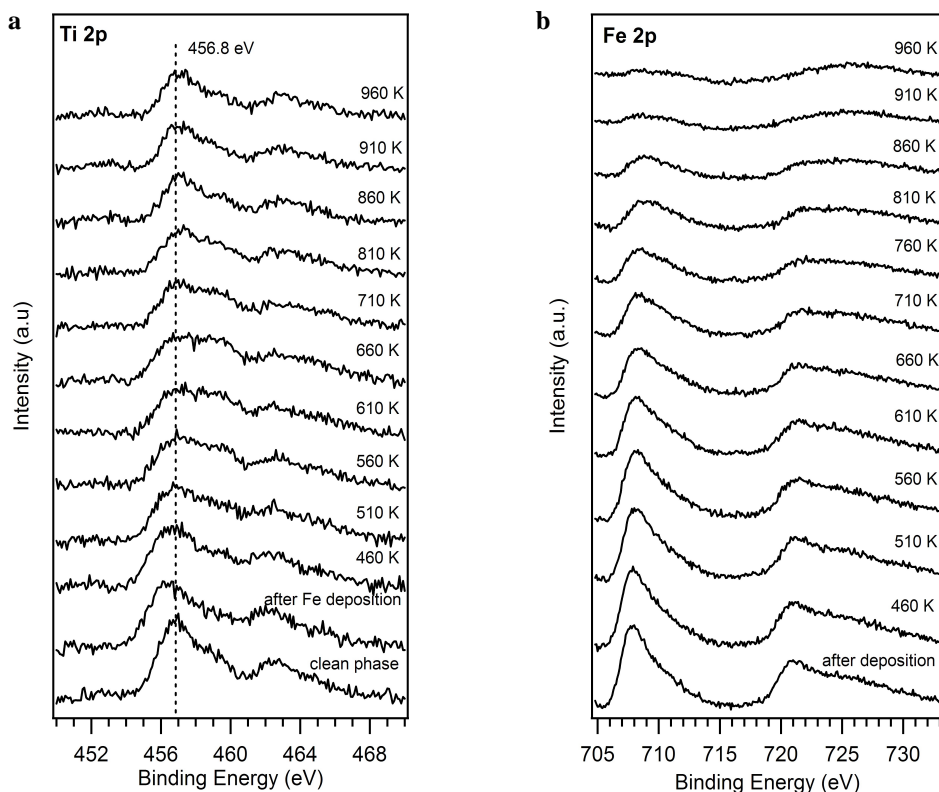 a
Ti 2p
456.8 eV
960 K
910 K
860 K
810 K
710 K
660 K
610 K
560 K
510 K
460 K
after Fe deposition
clean phase
Intensity (a.u)
452 456 460 464 468
Binding Energy (eV)
b
Fe 2p
960 K
910 K
860 K
810 K
760 K
710 K
660 K
610 K
560 K
510 K
460 K
after deposition
Intensity (a.u.)
705 710 715 720 725 730
Binding Energy (eV)